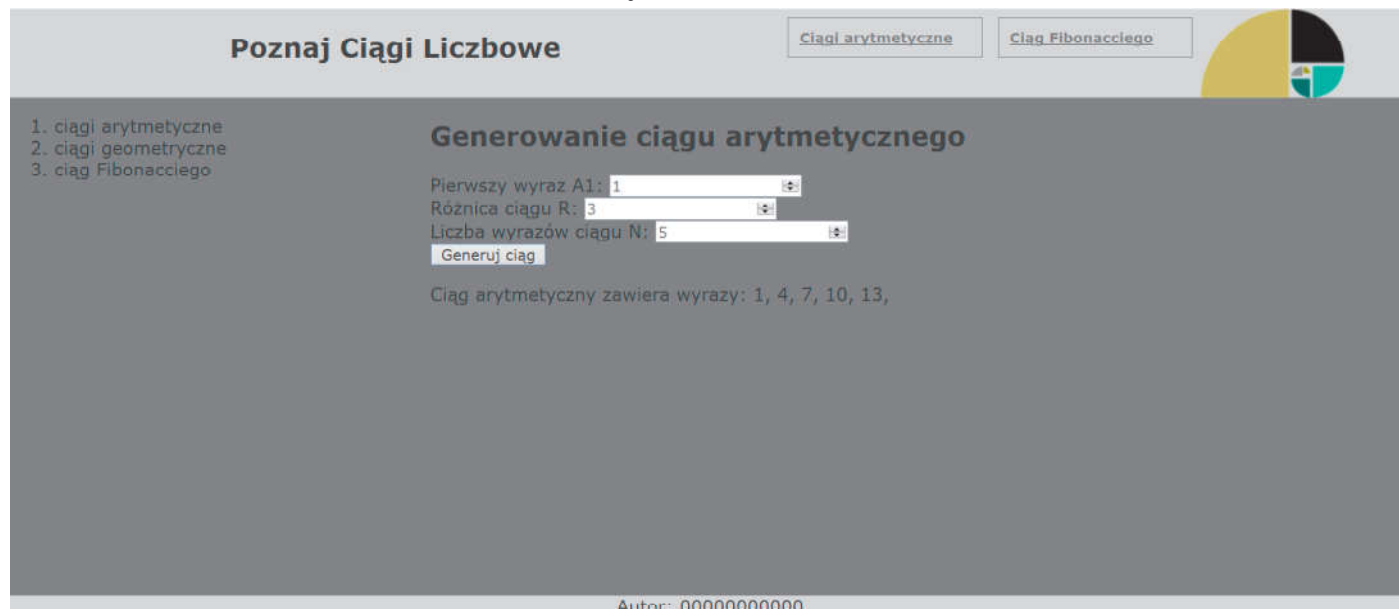 Poznaj Ciągi Liczbowe
Ciągi arytmetyczne
Ciąg Fibonacciego
1. ciągi arytmetyczne
2. ciągi geometryczne
3. ciąg Fibonacciego
Generowanie ciągu arytmetycznego
Pierwszy wyraz A1: 1
Różnica ciągu R: 3
Liczba wyrazów ciągu N: 5
Generuj ciąg
Ciąg arytmetyczny zawiera wyrazy: 1, 4, 7, 10, 13,
Autor: 00000000000